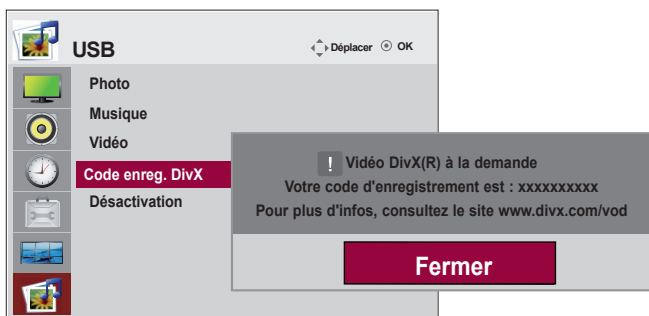 USB
Déplacer OK
Photo
Musique
Vidéo
Code enreg. DivX
Désactivation
! Vidéo DivX(R) à la demande
Votre code d'enregistrement est : xxxxxxxxxx
Pour plus d'infos, consultez le site www.divx.com/vod
Fermer